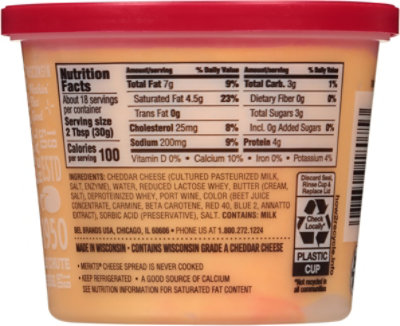 Nutrition
Facts
About 18 servings
per container
Serving size
2 Tbsp (30g)
Calories
per serving 100
Amount/serving % Daily Value
Total Fat 7g 9%
Saturated Fat 4.5g 23%
Trans Fat 0g
Cholesterol 25mg 8%
Sodium 200mg 9%
Amount/serving % Daily Value
Total Carb. 3g 1%
Dietary Fiber 0g 0%
Total Sugars 3g
Incl. 0g Added Sugars 0%
Protein 4g
Vitamin D 0% • Calcium 10% • Iron 0% • Potassium 4%
INGREDIENTS: CHEDDAR CHEESE (CULTURED PASTEURIZED MILK,
SALT, ENZYME), WATER, REDUCED LACTOSE WHEY, BUTTER (CREAM,
SALT), DEPROTEINIZED WHEY, PORT WINE, COLOR (BEET JUICE
CONCENTRATE, CARMINE, BETA CAROTENE, RED 40, BLUE 2, ANNATTO
EXTRACT), SORBIC ACID (PRESERVATIVE), SALT. CONTAINS: MILK
BEL BRANDS USA, CHICAGO, IL 60606 • PHONE US AT 1.800.272.1224
MADE IN WISCONSIN • CONTAINS WISCONSIN GRADE A CHEDDAR CHEESE
• MERKTS CHEESE SPREAD IS NEVER COOKED
• KEEP REFRIGERATED • A GOOD SOURCE OF CALCIUM
SEE NUTRITION INFORMATION FOR SATURATED FAT CONTENT
Discard Seal,
Rinse Cup &
Replace Lid
Check
Locally*
PLASTIC
CUP
*Not recycled in
all communities
how2recycle.info
1950